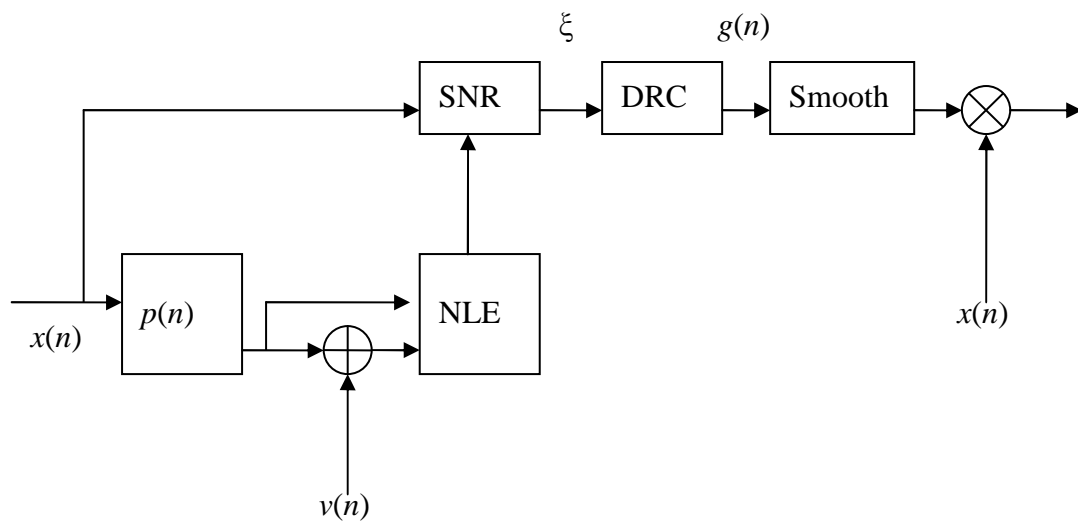 ξ
g(n)
SNR
DRC
Smooth
p(n)
NLE
x(n)
x(n)
v(n)